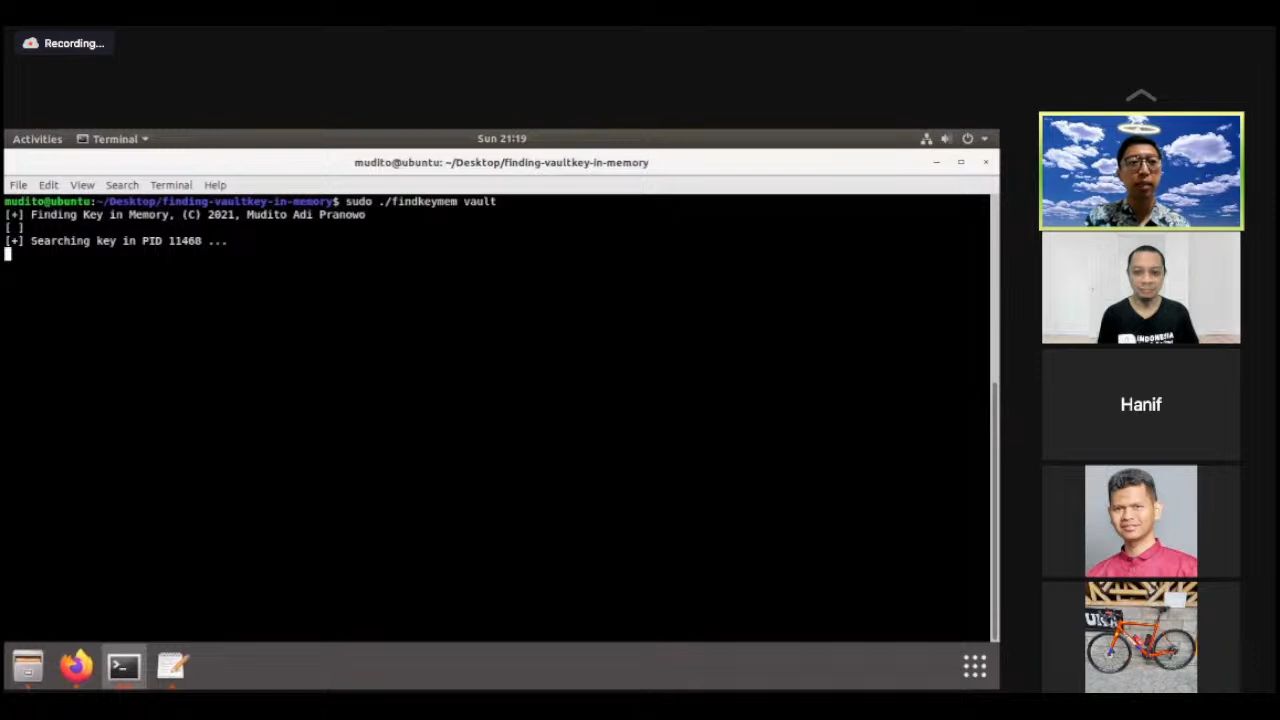 Recording...
Activities Terminal Sun 21:19
mudito@ubuntu: ~/Desktop/finding-vaultkey-in-memory
File Edit View Search Terminal Help
mudito@ubuntu:~/Desktop/finding-vaultkey-in-memory$ sudo ./findkeymem vault
[+] Finding Key in Memory, (C) 2021, Mudito Adi Pranowo
[ ]
[+] Searching key in PID 11468 ...
INDONESIA
Hanif